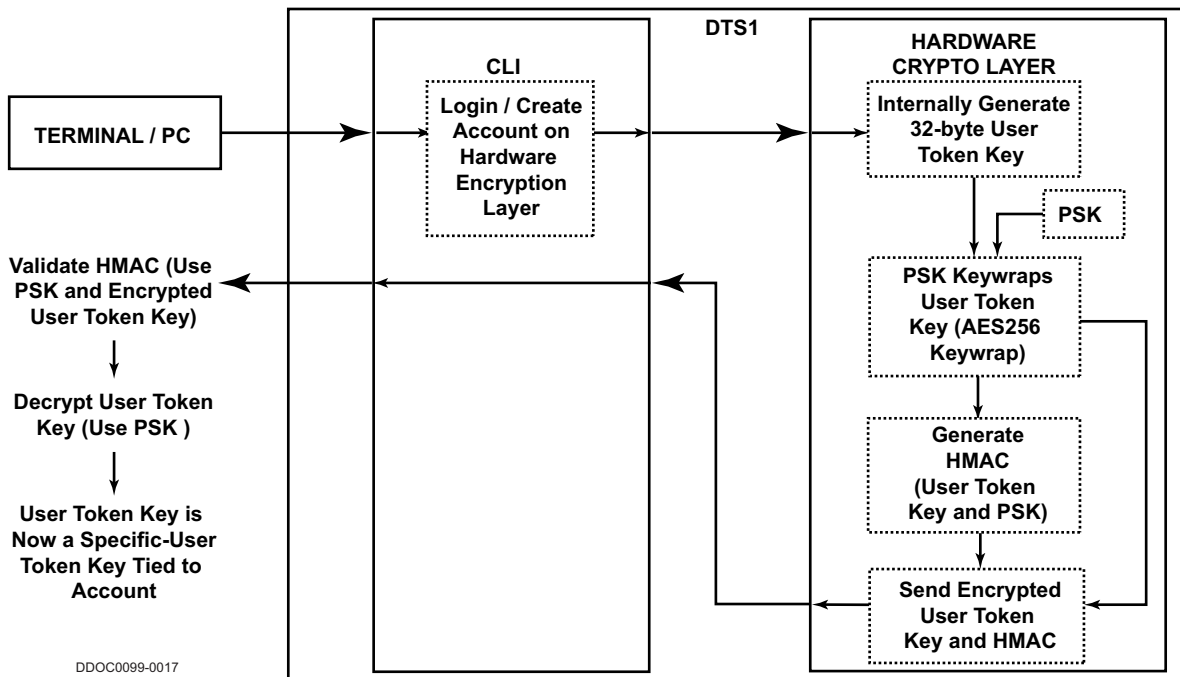 DTS1
CLI
HARDWARE
CRYPTO LAYER
TERMINAL / PC
Login / Create
Account on
Hardware
Encryption
Layer
Internally Generate
32-byte User
Token Key
PSK
PSK Keywraps
User Token
Key (AES256
Keywrap)
Generate
HMAC
(User Token
Key and PSK)
Send Encrypted
User Token
Key and HMAC
Validate HMAC (Use
PSK and Encrypted
User Token Key)
Decrypt User Token
Key (Use PSK )
User Token Key is
Now a Specific-User
Token Key Tied to
Account
DDOC0099-0017